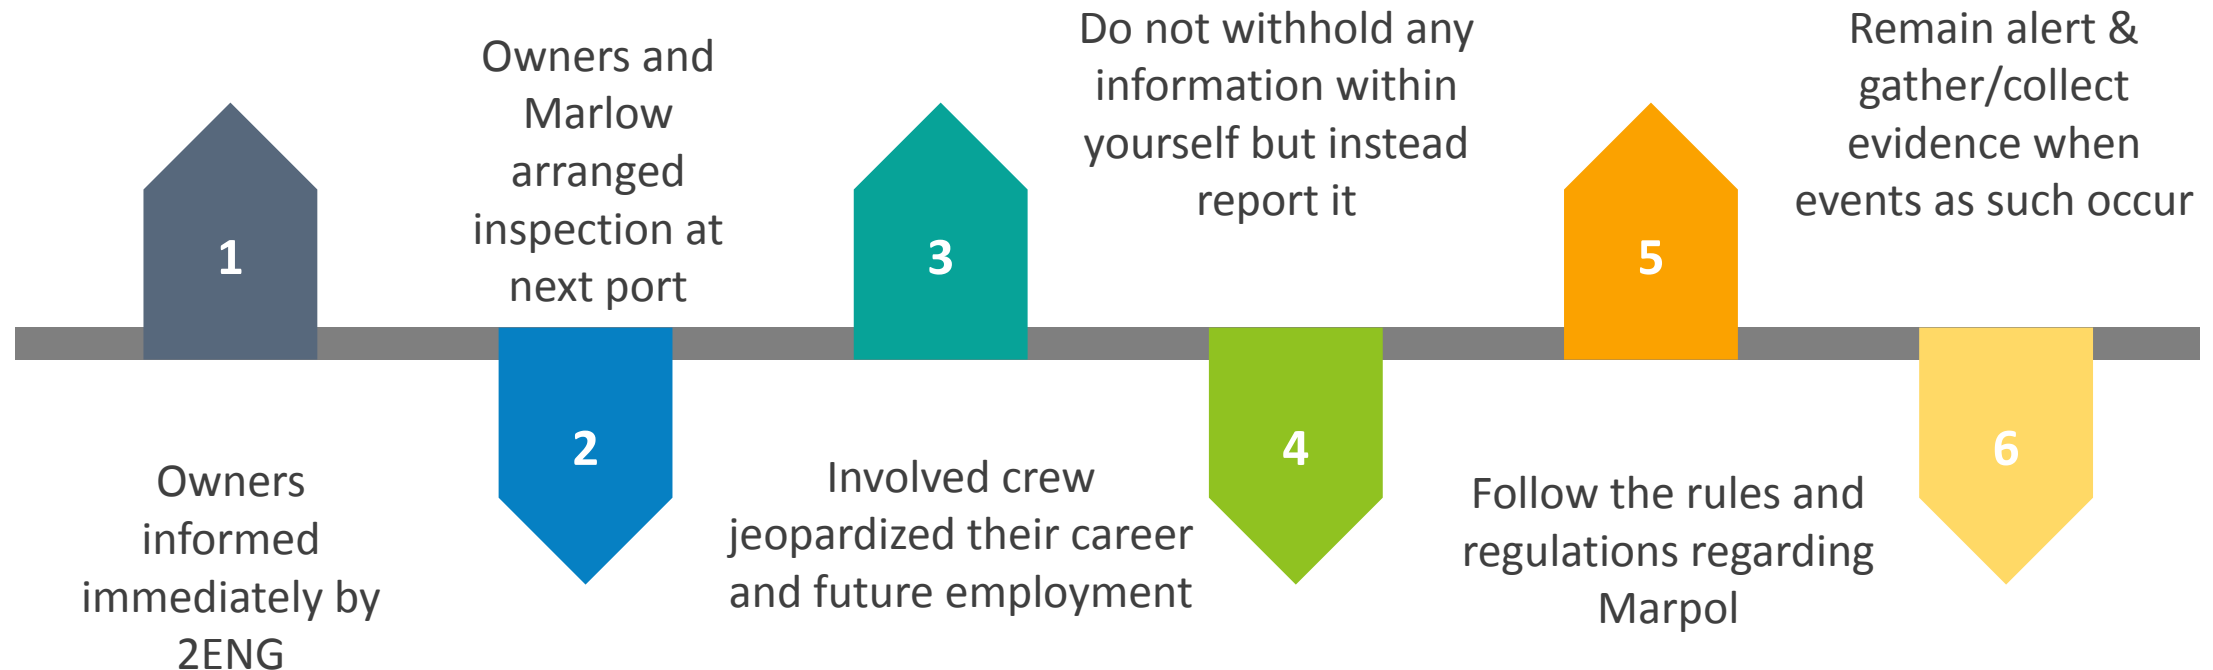 1
Owners
informed
immediately by
2ENG
Owners and
Marlow
arranged
inspection at
next port
2
3
Involved crew
jeopardized their career
and future employment
Do not withhold any
information within
yourself but instead
report it
4
5
Follow the rules and
regulations regarding
Marpol
Remain alert &
gather/collect
evidence when
events as such occur
6